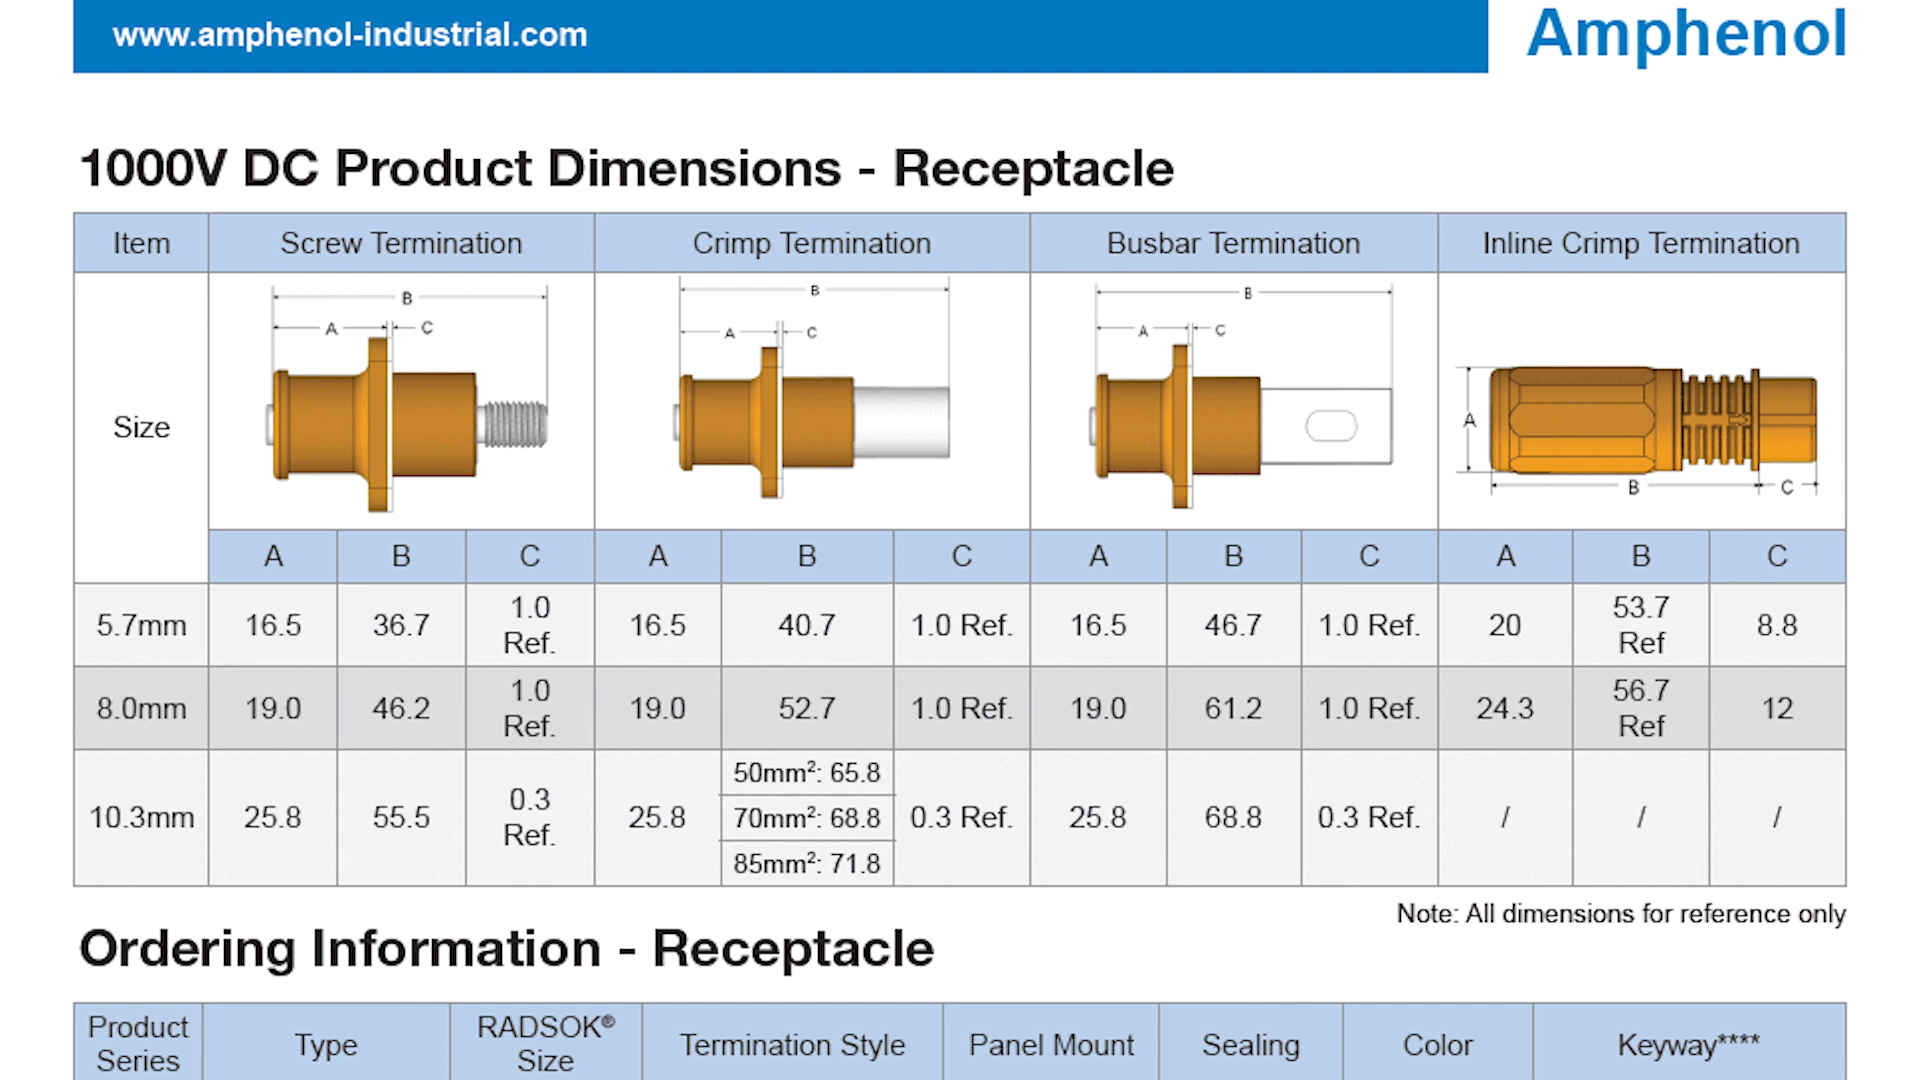 www.amphenol-industrial.com
Amphenol
1000V DC Product Dimensions - Receptacle
Item Screw Termination Crimp Termination Busbar Termination Inline Crimp Termination
Size
B
A C
B
A C
B
A C
A
B C
A B C A B C A B C A B C
5.7mm 16.5 36.7 1.0 Ref. 16.5 40.7 1.0 Ref. 16.5 46.7 1.0 Ref. 20 53.7 Ref 8.8
8.0mm 19.0 46.2 1.0 Ref. 19.0 52.7 1.0 Ref. 19.0 61.2 1.0 Ref. 24.3 56.7 Ref 12
10.3mm 25.8 55.5 0.3 Ref. 25.8 50mm²: 65.8
70mm²: 68.8
85mm²: 71.8
0.3 Ref. 25.8 68.8 0.3 Ref. / / /
Note: All dimensions for reference only
Ordering Information - Receptacle
Product Series Type RADSOK® Size Termination Style Panel Mount Sealing Color Keyway****